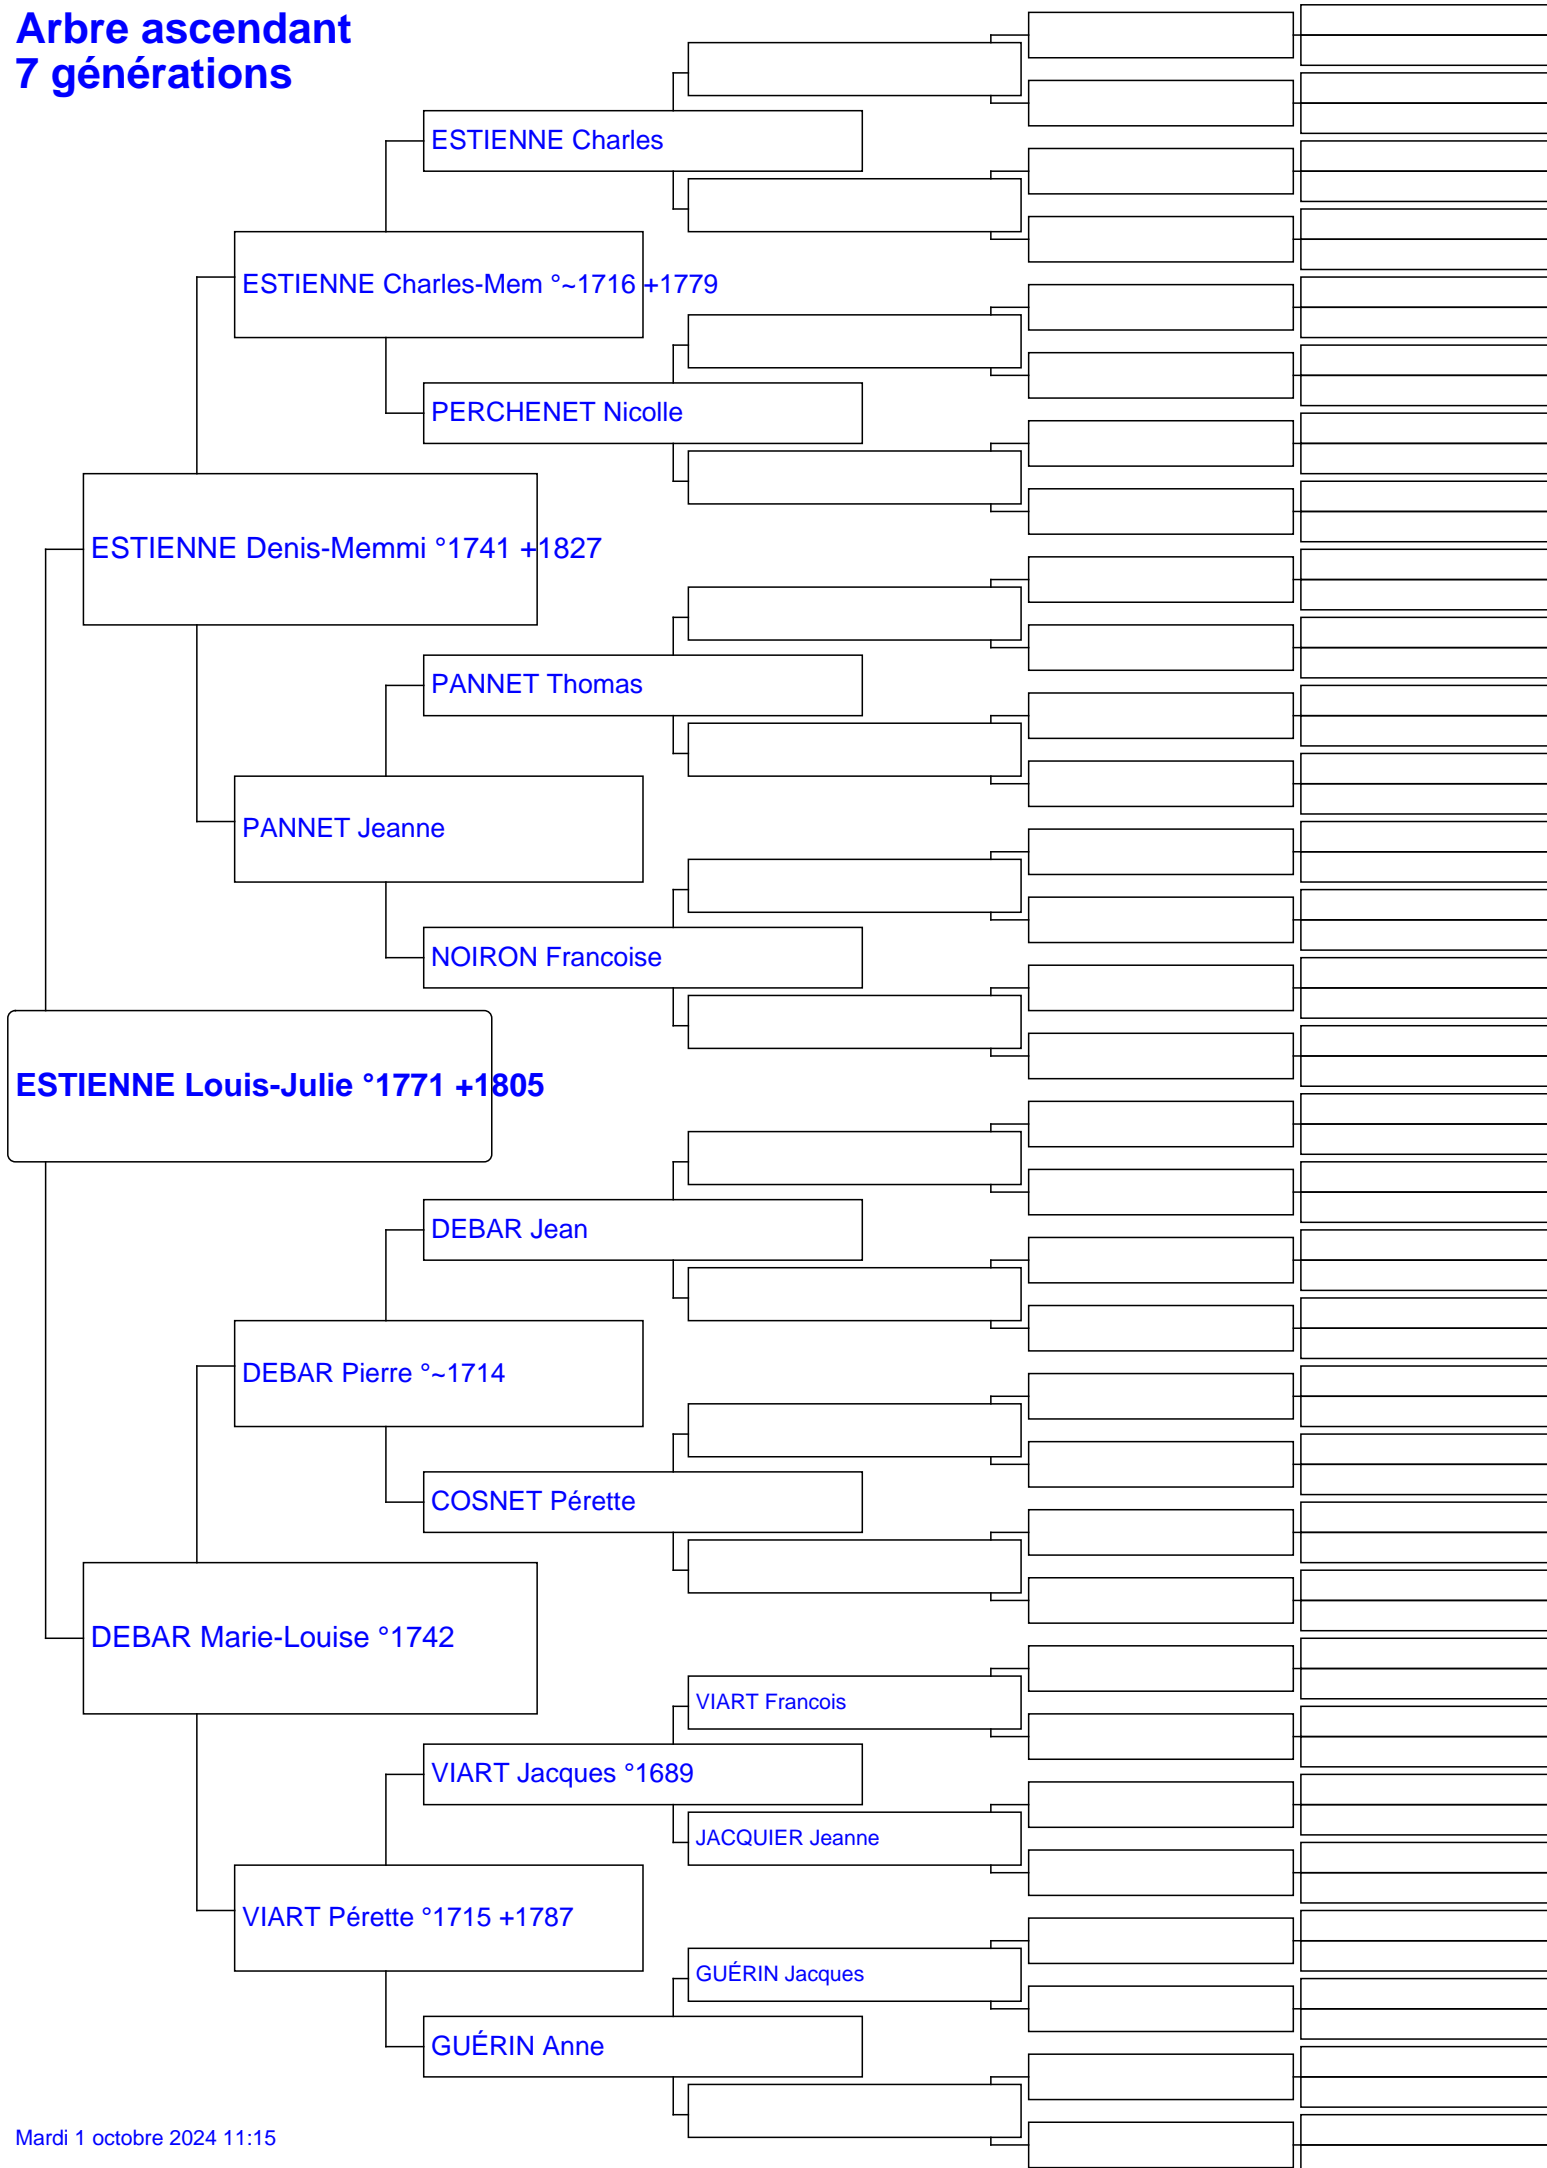 Arbre ascendant
7 générations
ESTIENNE Charles
ESTIENNE Charles-Mem °~1716 +1779
PERCHENET Nicolle
ESTIENNE Denis-Memmi °1741 +1827
PANNET Thomas
PANNET Jeanne
NOIRON Francoise
ESTIENNE Louis-Julie °1771 +1805
DEBAR Jean
DEBAR Pierre °~1714
COSNET Pérette
DEBAR Marie-Louise °1742
VIART Francois
VIART Jacques °1689
JACQUIER Jeanne
VIART Pérette °1715 +1787
GUÉRIN Jacques
GUÉRIN Anne
Mardi 1 octobre 2024 11:15